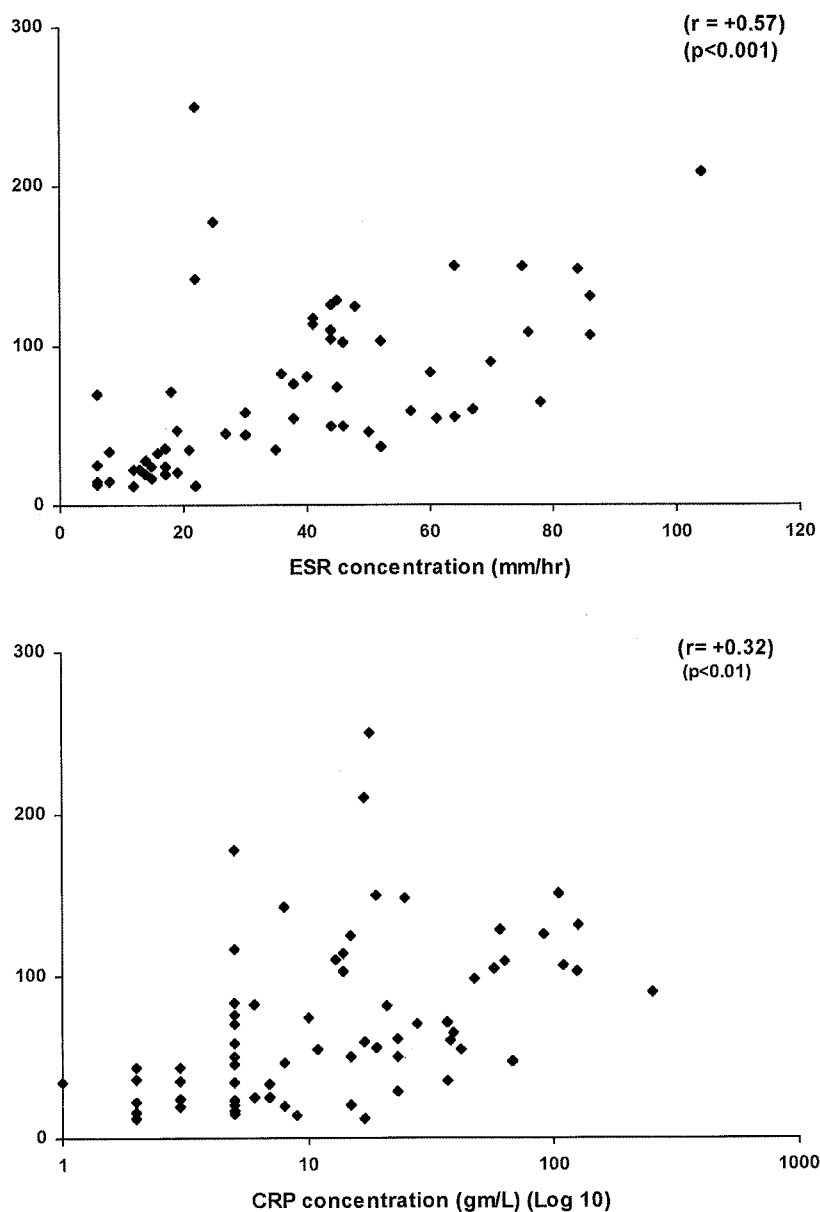 300
(r = +0.57)
(p<0.001)
200
100
0
0 20 40 60 80 100 120
ESR concentration (mm/hr)
300
(r= +0.32)
(p<0.01)
200
100
0
1 10 100 1000
CRP concentration (gm/L) (Log 10)